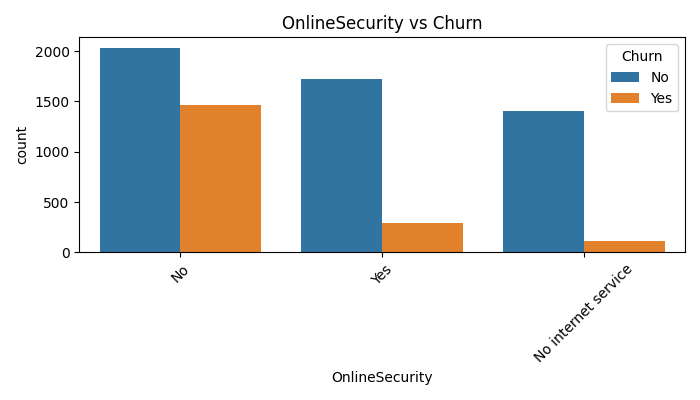 OnlineSecurity vs Churn
Churn
No
Yes
2000
1500
1000
500
0
count
No
Yes
No internet service
OnlineSecurity